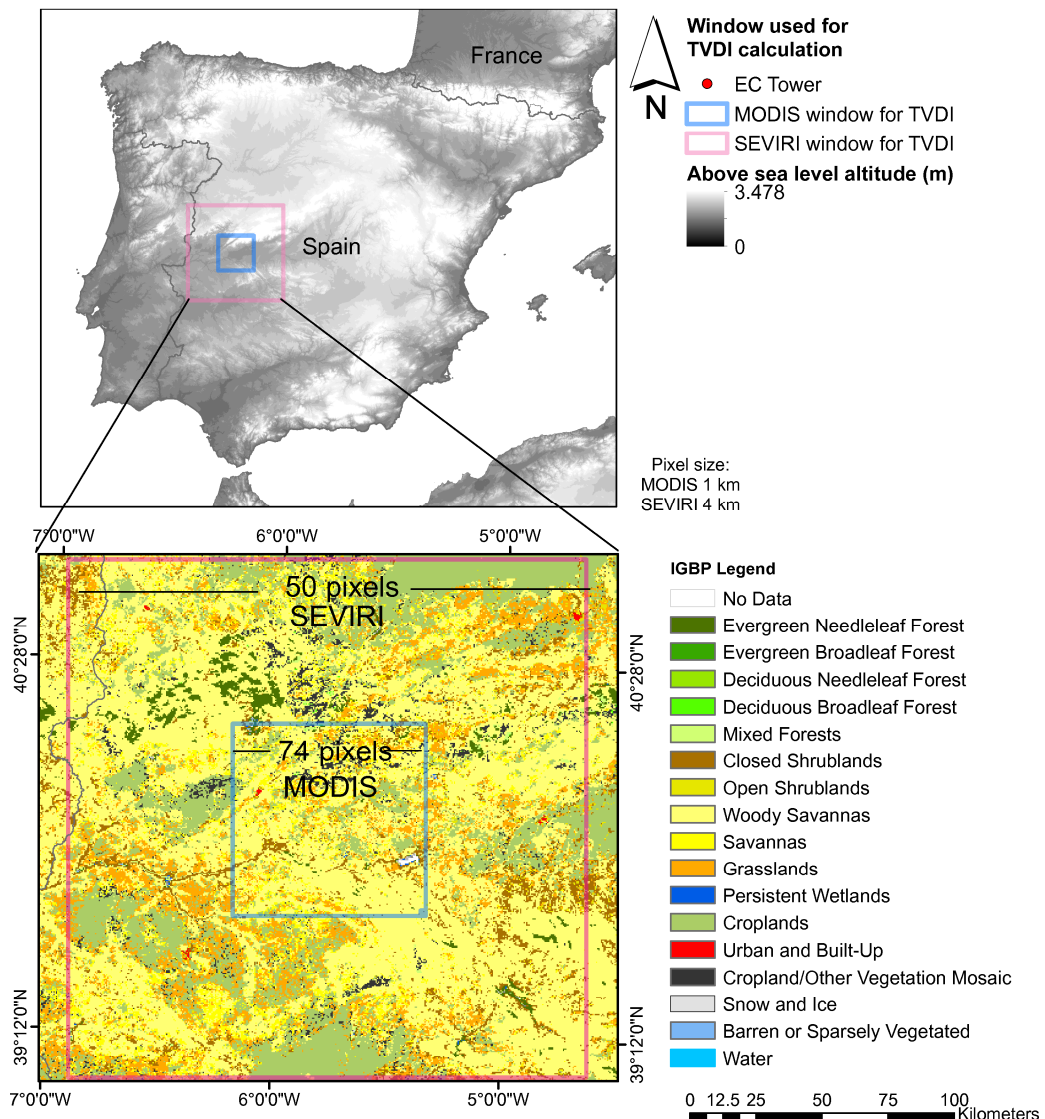 France
Spain
Window used for
TVDI calculation
EC Tower
MODIS window for TVDI
SEVIRI window for TVDI
Above sea level altitude (m)
3.478
0
N
Pixel size:
MODIS 1 km
SEVIRI 4 km
7°0'0"W
6°0'0"W
5°0'0"W
50 pixels
SEVIRI
74 pixels
MODIS
40°28'0"N
39°12'0"N
40°28'0"N
39°12'0"N
7°0'0"W
6°0'0"W
5°0'0"W
IGBP Legend
No Data
Evergreen Needleleaf Forest
Evergreen Broadleaf Forest
Deciduous Needleleaf Forest
Deciduous Broadleaf Forest
Mixed Forests
Closed Shrublands
Open Shrublands
Woody Savannas
Savannas
Grasslands
Persistent Wetlands
Croplands
Urban and Built-Up
Cropland/Other Vegetation Mosaic
Snow and Ice
Barren or Sparsely Vegetated
Water
0 12.5 25 50 75 100
Kilometers